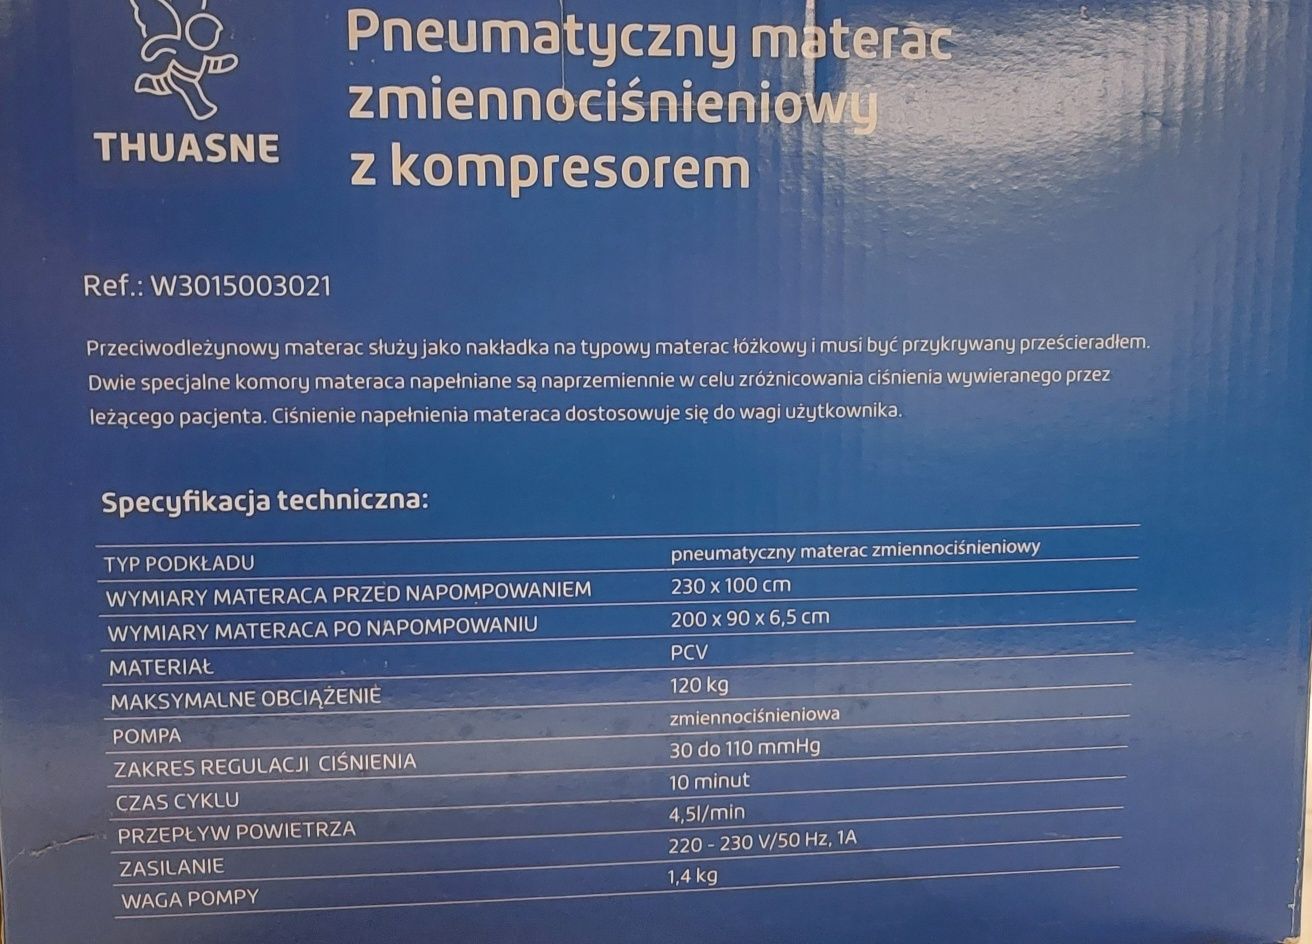 THUASNE
Pneumatyczny materac
zmiennociśnieniowy
z kompresorem
Ref.: W3015003021
Przeciwodleżynowy materac służy jako nakładka na typowy materac łóżkowy i musi być przykrywany prześcieradłem.
Dwie specjalne komory materaca napełniane są naprzemiennie w celu zróżnicowania ciśnienia wywieranego przez
leżącego pacjenta. Ciśnienie napełnienia materaca dostosowuje się do wagi użytkownika.
Specyfikacja techniczna:
TYP PODKŁADU pneumatyczny materac zmiennociśnieniowy
WYMIARY MATERACA PRZED NAPOMPOWANIEM 230 x 100 cm
WYMIARY MATERACA PO NAPOMPOWANIU 200 x 90 x 6,5 cm
MATERIAŁ PCV
MAKSYMALNE OBCIĄŻENIE 120 kg
POMPA zmiennociśnieniowa
ZAKRES REGULACJI CIŚNIENIA 30 do 110 mmHg
CZAS CYKLU 10 minut
PRZEPŁYW POWIETRZA 4,5l/min
ZASILANIE 220 - 230 V/50 Hz, 1A
WAGA POMPY 1,4 kg